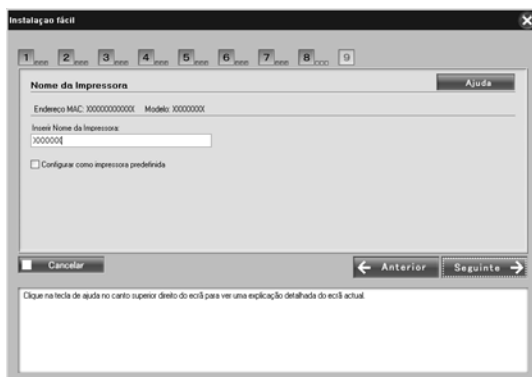 Instalaçao fácil
1 2 3 4 5 6 7 8 9
Nome da Impressora
Ajuda
Endereço MAC: XXXXXXXXXXXX Modelo: XXXXXXXX
Inserir Nome da Impressora:
XXXXXX
Configurar como impressora predefinida
Cancelar
Anterior
Seguinte
Clique na tecla de ajuda no canto superior direito do ecrã para ver uma explicação detalhada do ecrã actual.